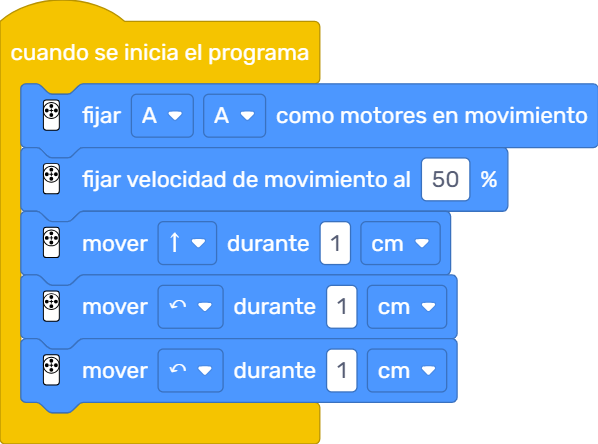 cuando se inicia el programa
fijar A A como motores en movimiento
fijar velocidad de movimiento al 50 %
mover ↑ durante 1 cm
mover ↶ durante 1 cm
mover ↶ durante 1 cm